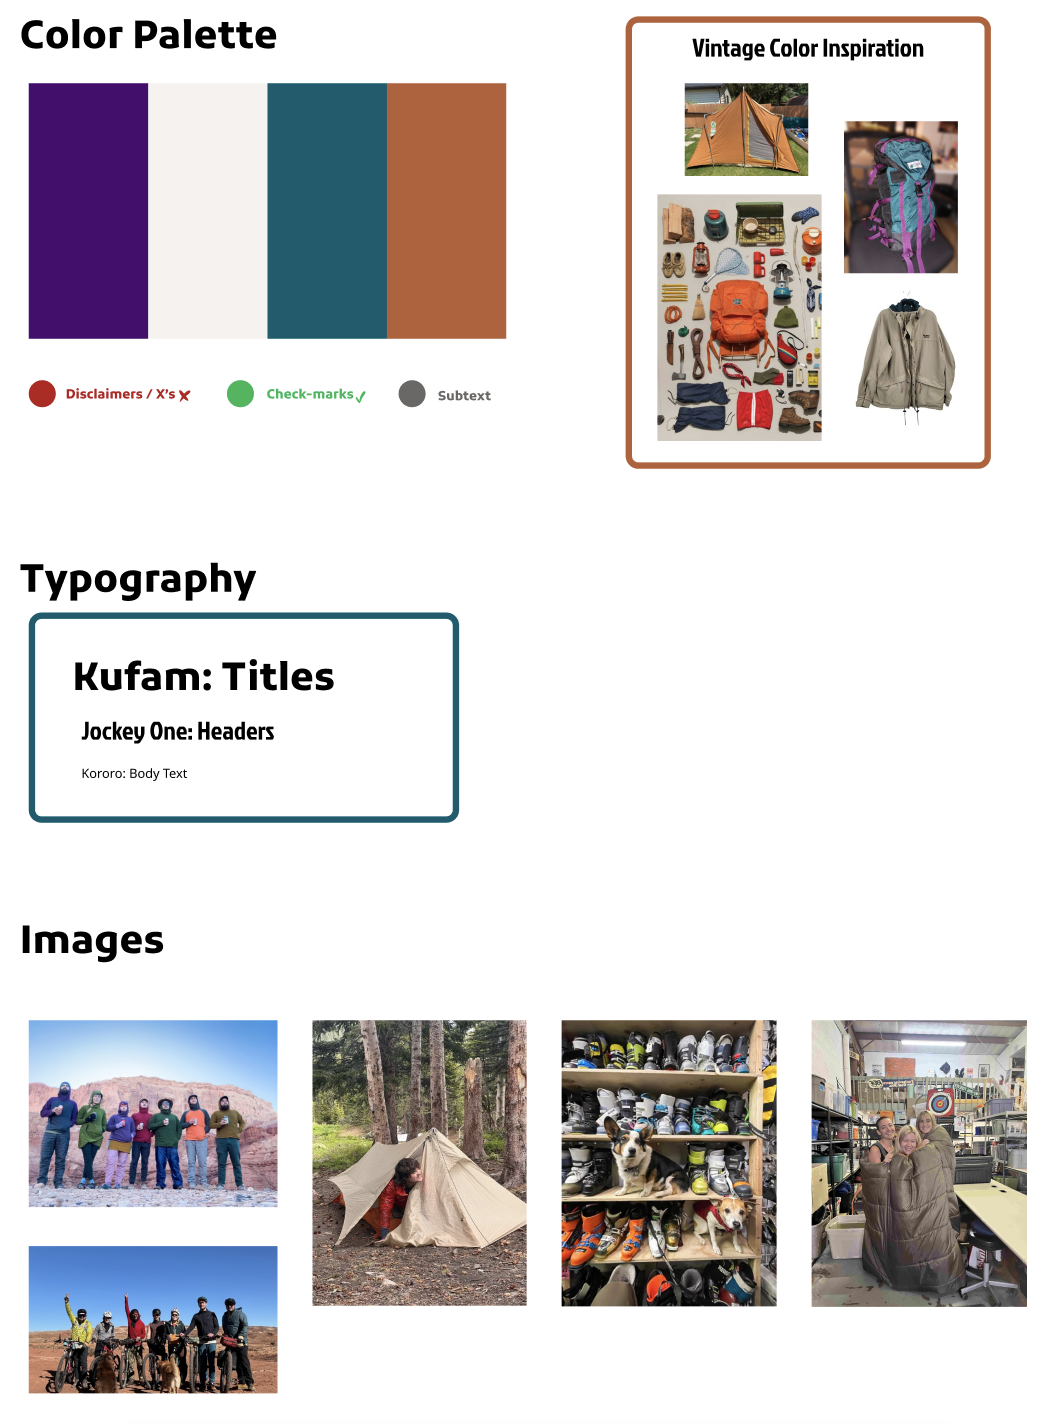 Color Palette
Vintage Color Inspiration
Disclaimers / X's
Check-marks
Subtext
Typography
Kufam: Titles
Jockey One: Headers
Kororo: Body Text
Images